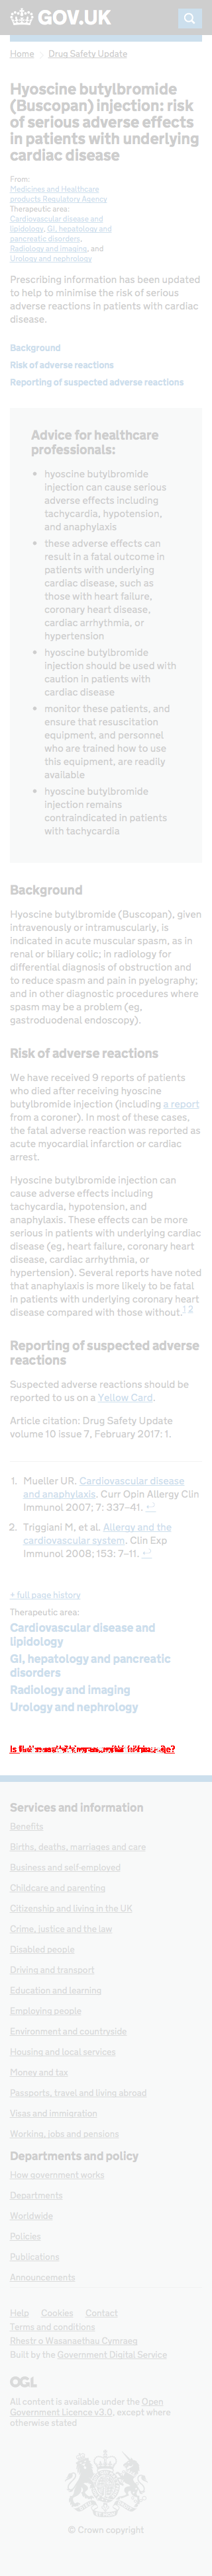 GOV.UK
Home > Drug Safety Update
Hyoscine butylbromide
(Buscopan) injection: risk
of serious adverse effects
in patients with underlying
cardiac disease
From:
Medicines and Healthcare
products Regulatory Agency
Therapeutic area:
Cardiovascular disease and
lipidology, GI, hepatology and
pancreatic disorders,
Radiology and imaging, and
Urology and nephrology
Prescribing information has been updated
to help to minimise the risk of serious
adverse reactions in patients with cardiac
disease.
Background
Risk of adverse reactions
Reporting of suspected adverse reactions
Advice for healthcare
professionals:
• hyoscine butylbromide
injection can cause serious
adverse effects including
tachycardia, hypotension,
and anaphylaxis
• these adverse effects can
result in a fatal outcome in
patients with underlying
cardiac disease, such as
those with heart failure,
coronary heart disease,
cardiac arrhythmia, or
hypertension
• hyoscine butylbromide
injection should be used with
caution in patients with
cardiac disease
• monitor these patients, and
ensure that resuscitation
equipment, and personnel
who are trained how to use
this equipment, are readily
available
• hyoscine butylbromide
injection remains
contraindicated in patients
with tachycardia
Background
Hyoscine butylbromide (Buscopan), given
intravenously or intramuscularly, is
indicated in acute muscular spasm, as in
renal or biliary colic; in radiology for
differential diagnosis of obstruction and
to reduce spasm and pain in pyelography;
and in other diagnostic procedures where
spasm may be a problem (eg,
gastroduodenal endoscopy).
Risk of adverse reactions
We have received 9 reports of patients
who died after receiving hyoscine
butylbromide injection (including a report
from a coroner). In most of these cases,
the fatal adverse reaction was reported as
acute myocardial infarction or cardiac
arrest.
Hyoscine butylbromide injection can
cause adverse effects including
tachycardia, hypotension, and
anaphylaxis. These effects can be more
serious in patients with underlying cardiac
disease (eg, heart failure, coronary heart
disease, cardiac arrhythmia, or
hypertension). Several reports have noted
that anaphylaxis is more likely to be fatal
in patients with underlying coronary heart
disease compared with those without.1 2
Reporting of suspected adverse
reactions
Suspected adverse reactions should be
reported to us on a Yellow Card.
Article citation: Drug Safety Update
volume 10 issue 7, February 2017: 1.
1. Mueller UR. Cardiovascular disease
and anaphylaxis. Curr Opin Allergy Clin
Immunol 2007; 7: 337–41. ↩
2. Triggiani M, et al. Allergy and the
cardiovascular system. Clin Exp
Immunol 2008; 153: 7–11. ↩
+ full page history
Therapeutic area:
Cardiovascular disease and
lipidology
GI, hepatology and pancreatic
disorders
Radiology and imaging
Urology and nephrology
Services and information
Benefits
Births, deaths, marriages and care
Business and self-employed
Childcare and parenting
Citizenship and living in the UK
Crime, justice and the law
Disabled people
Driving and transport
Education and learning
Employing people
Environment and countryside
Housing and local services
Money and tax
Passports, travel and living abroad
Visas and immigration
Working, jobs and pensions
Departments and policy
How government works
Departments
Worldwide
Policies
Publications
Announcements
Help Cookies Contact
Terms and conditions
Rhestr o Wasanaethau Cymraeg
Built by the Government Digital Service
OGL
All content is available under the Open
Government Licence v3.0, except where
otherwise stated
© Crown copyright